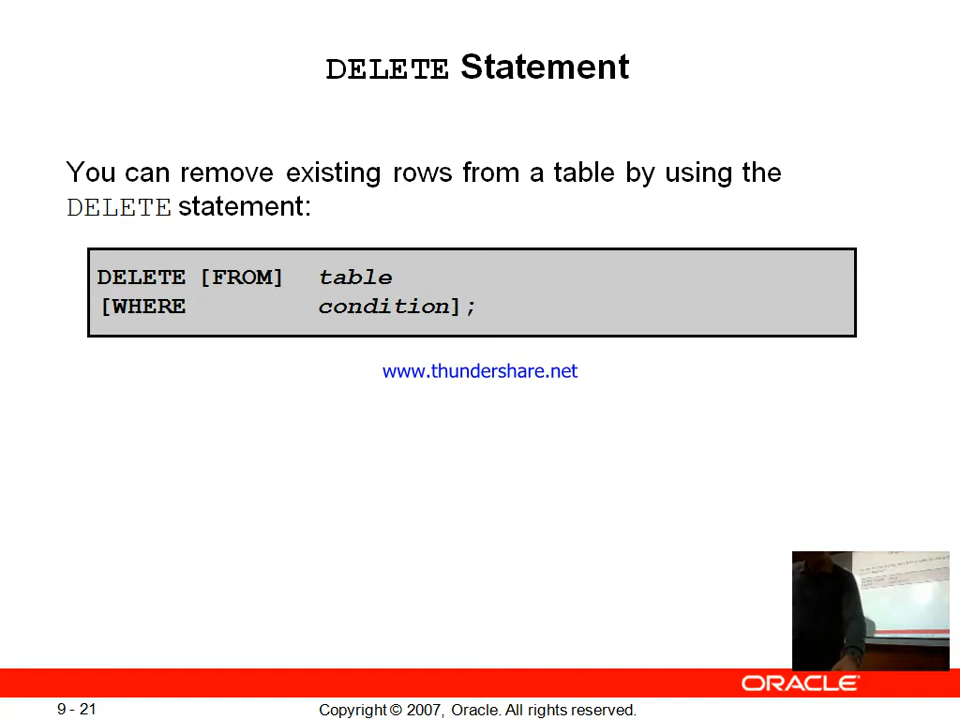 DELETE Statement
You can remove existing rows from a table by using the
DELETE statement:
DELETE [FROM] table
[WHERE condition];
www.thundershare.net
ORACLE
9 - 21
Copyright © 2007, Oracle. All rights reserved.